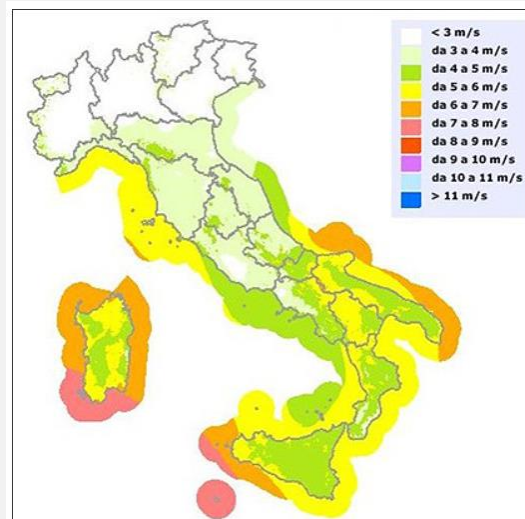 < 3 m/s
da 3 a 4 m/s
da 4 a 5 m/s
da 5 a 6 m/s
da 6 a 7 m/s
da 7 a 8 m/s
da 8 a 9 m/s
da 9 a 10 m/s
da 10 a 11 m/s
> 11 m/s